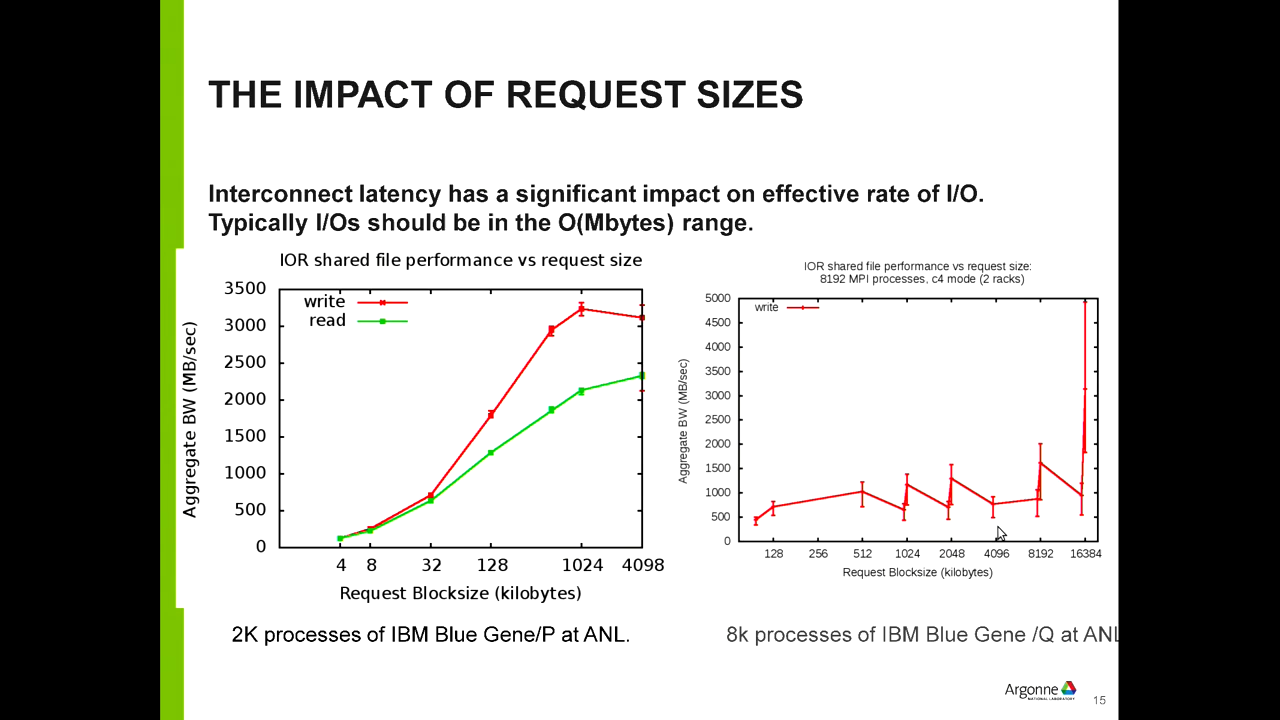 THE IMPACT OF REQUEST SIZES
Interconnect latency has a significant impact on effective rate of I/O.
Typically I/Os should be in the O(Mbytes) range.
IOR shared file performance vs request size
write
read
3500
3000
2500
2000
1500
1000
500
0
Aggregate BW (MB/sec)
4 8 32 128 1024 4098
Request Blocksize (kilobytes)
2K processes of IBM Blue Gene/P at ANL.
IOR shared file performance vs request size:
8192 MPI processes, c4 mode (2 racks)
write
5000
4500
4000
3500
3000
2500
2000
1500
1000
500
0
Aggregate BW (MB/sec)
128 256 512 1024 2048 4096 8192 16384
Request Blocksize (kilobytes)
8k processes of IBM Blue Gene /Q at ANL
Argonne
NATIONAL LABORATORY
15